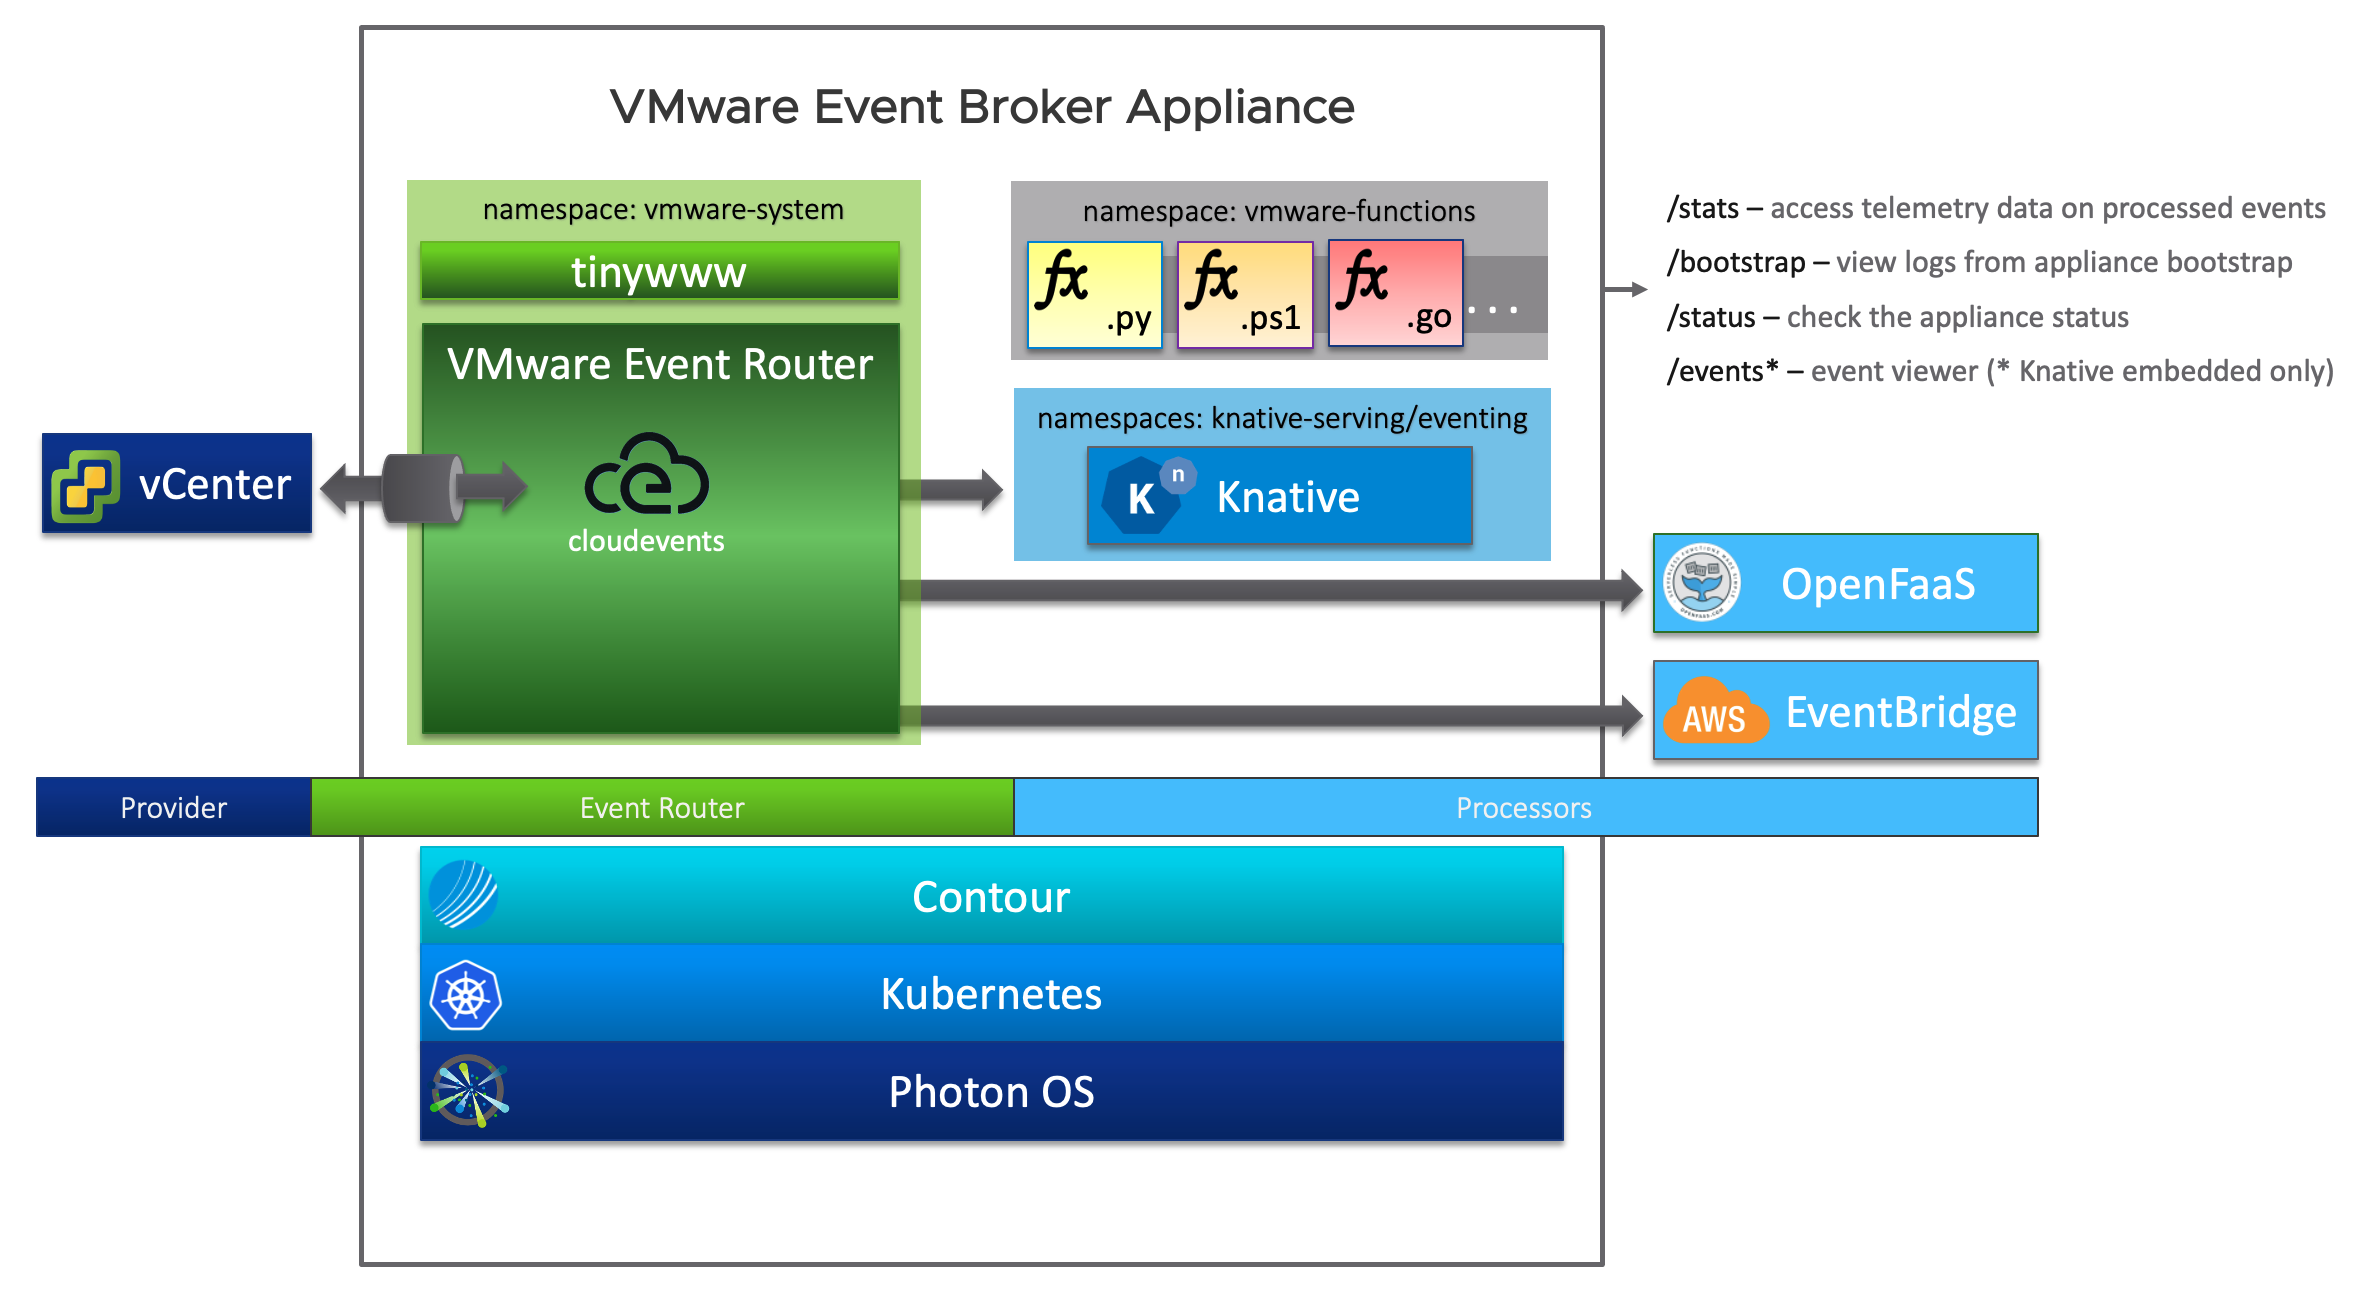 VMware Event Broker Appliance
namespace: vmware-system
tinywww
VMware Event Router
cloudevents
vCenter
namespace: vmware-functions
fx .py
fx .ps1
fx .go
...
namespaces: knative-serving/eventing
K n Knative
/stats – access telemetry data on processed events
/bootstrap – view logs from appliance bootstrap
/status – check the appliance status
/events* – event viewer (* Knative embedded only)
OpenFaaS
AWS EventBridge
Provider
Event Router
Processors
Contour
Kubernetes
Photon OS